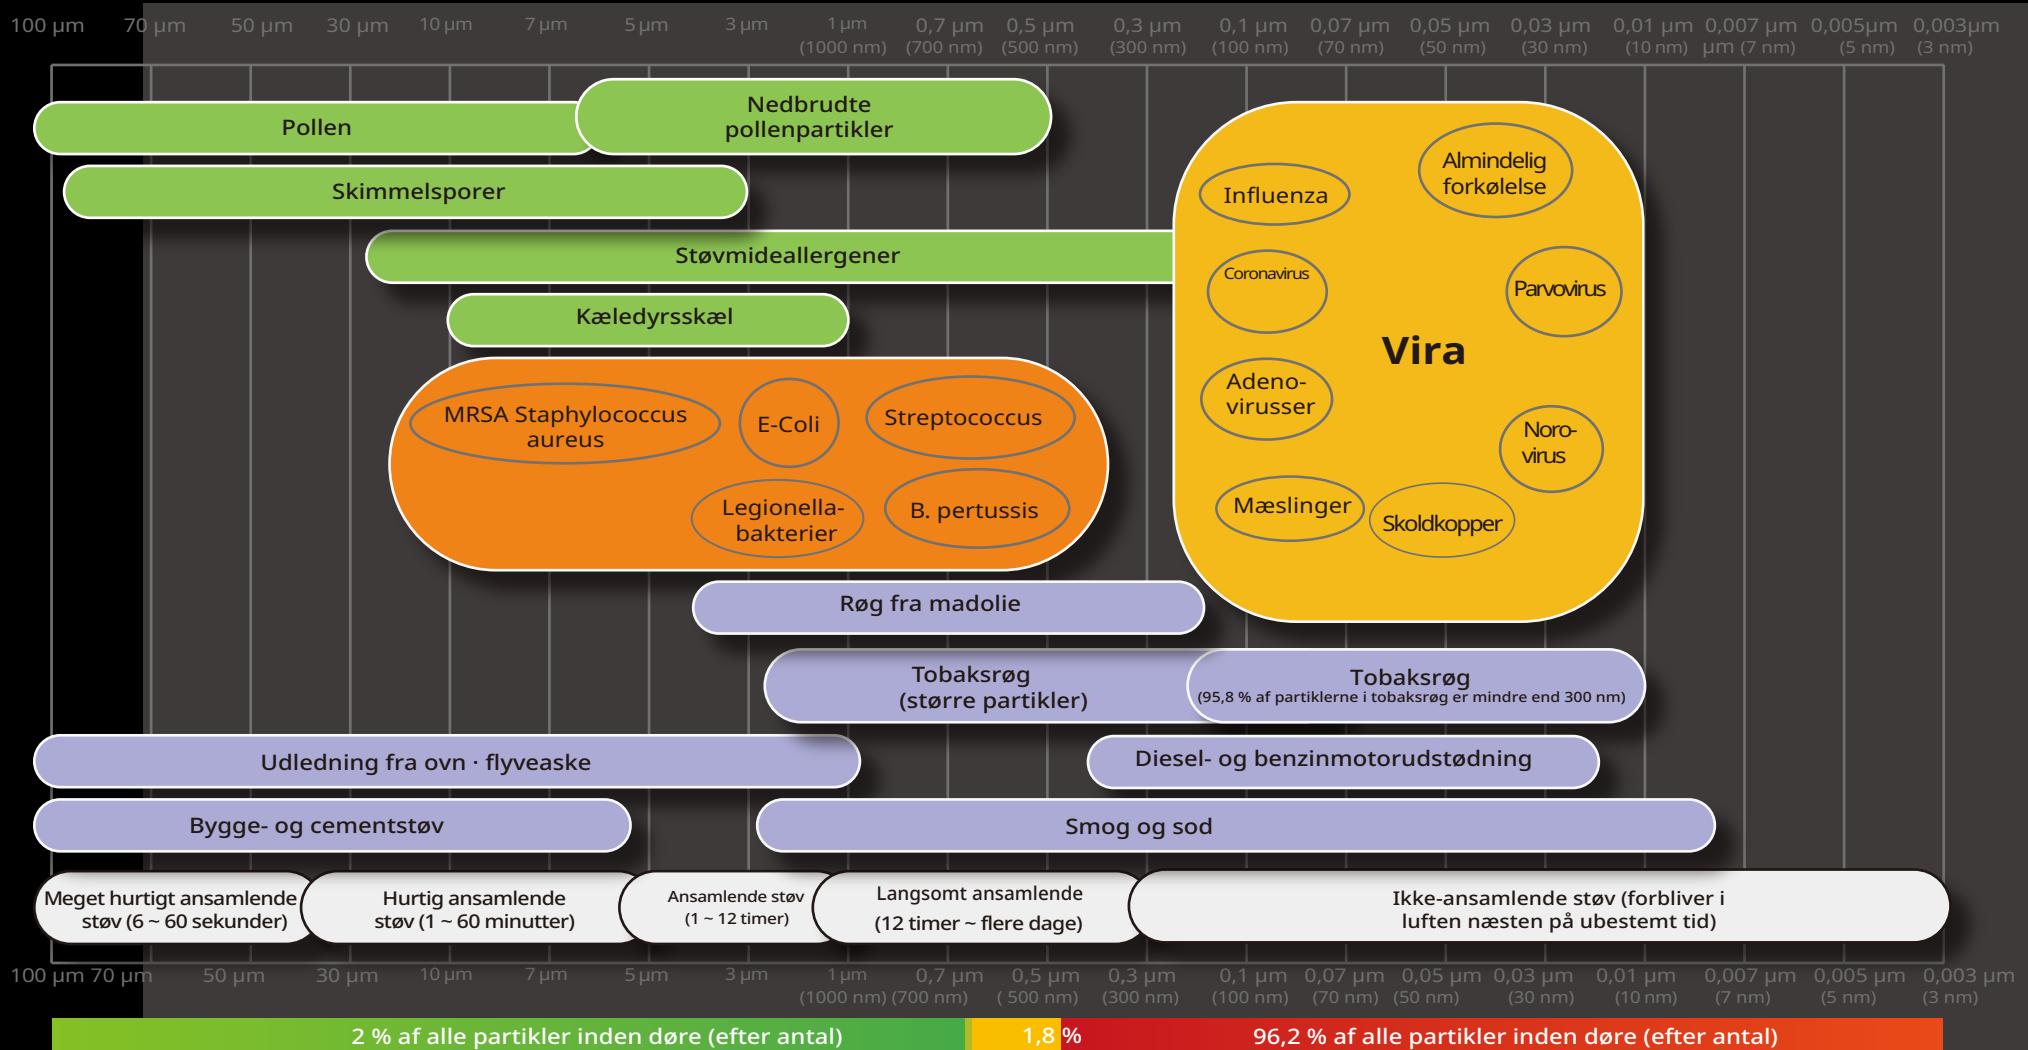 100 µm 70 µm 50 µm 30 µm 10 µm 7 µm 5 µm 3 µm 1 µm 0,7 µm 0,5 µm 0,3 µm 0,1 µm 0,07 µm 0,05 µm 0,03 µm 0,01 µm 0,007 µm 0,005µm 0,003µm
(1000 nm) (700 nm) (500 nm) (300 nm) (100 nm) (70 nm) (50 nm) (30 nm) (10 nm) µm (7 nm) (5 nm) (3 nm)
Pollen
Nedbrudte
pollenpartikler
Skimmelsporer
Støvmideallergener
Kæledyrsskæl
MRSA Staphylococcus
aureus
E-Coli
Streptococcus
Legionella-
bakterier
B. pertussis
Influenza
Almindelig
forkølelse
Coronavirus
Parvovirus
Vira
Adeno-
virusser
Noro-
virus
Mæslinger
Skoldkopper
Røg fra madolie
Tobaksrøg
(større partikler)
Tobaksrøg
(95,8 % af partiklerne i tobaksrøg er mindre end 300 nm)
Udledning fra ovn · flyveaske
Diesel- og benzinmotorudstødning
Bygge- og cementstøv
Smog og sod
Meget hurtigt ansamlende
støv (6 ~ 60 sekunder)
Hurtig ansamlende
støv (1 ~ 60 minutter)
Ansamlende støv
(1 ~ 12 timer)
Langsomt ansamlende
(12 timer ~ flere dage)
Ikke-ansamlende støv (forbliver i
luften næsten på ubestemt tid)
100 µm 70 µm 50 µm 30 µm 10 µm 7 µm 5 µm 3 µm 1 µm 0,7 µm 0,5 µm 0,3 µm 0,1 µm 0,07 µm 0,05 µm 0,03 µm 0,01 µm 0,007 µm 0,005 µm 0,003 µm
(1000 nm) (700 nm) ( 500 nm) (300 nm) (100 nm) (70 nm) (50 nm) (30 nm) (10 nm) (7 nm) (5 nm) (3 nm)
2 % af alle partikler inden døre (efter antal) 1,8 % 96,2 % af alle partikler inden døre (efter antal)